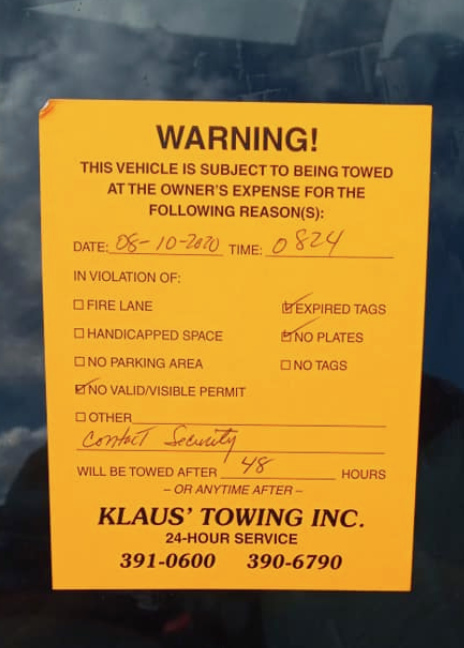 WARNING!
THIS VEHICLE IS SUBJECT TO BEING TOWED
AT THE OWNER'S EXPENSE FOR THE
FOLLOWING REASON(S):
DATE: 08-10-2020 TIME: 0824
IN VIOLATION OF:
☐ FIRE LANE ☑ EXPIRED TAGS
☐ HANDICAPPED SPACE ☑ NO PLATES
☐ NO PARKING AREA ☐ NO TAGS
☑ NO VALID/VISIBLE PERMIT
☐ OTHER
Contact Security
WILL BE TOWED AFTER 48 HOURS
– OR ANYTIME AFTER –
KLAUS' TOWING INC.
24-HOUR SERVICE
391-0600 390-6790